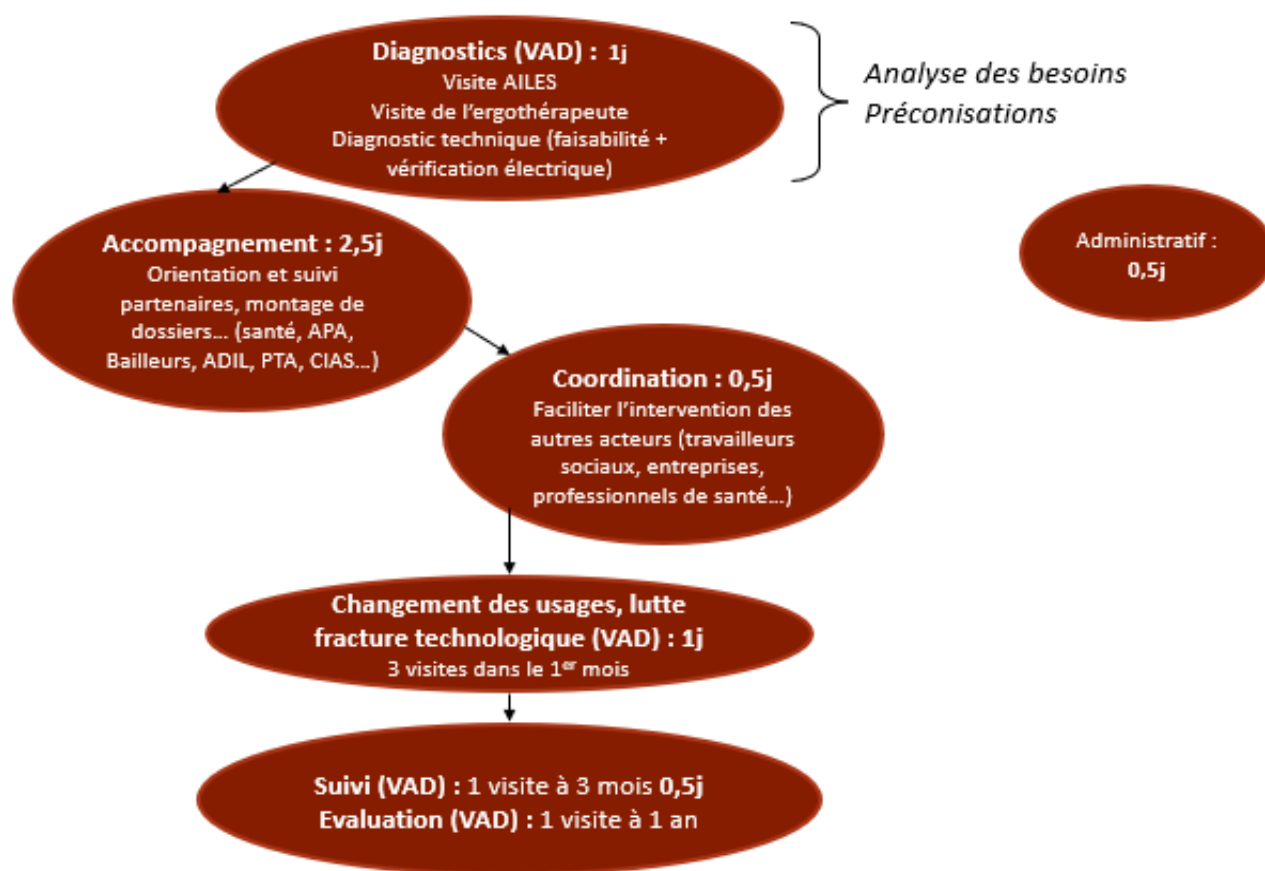 Diagnostics (VAD) : 1j
Visite AILES
Visite de l’ergothérapeute
Diagnostic technique (faisabilité +
vérification électrique)
Analyse des besoins
Préconisations
Accompagnement : 2,5j
Orientation et suivi
partenaires, montage de
dossiers… (santé, APA,
Bailleurs, ADIL, PTA, CIAS…)
Administratif :
0,5j
Coordination : 0,5j
Faciliter l’intervention des
autres acteurs (travailleurs
sociaux, entreprises,
professionnels de santé…)
Changement des usages, lutte
fracture technologique (VAD) : 1j
3 visites dans le 1er mois
Suivi (VAD) : 1 visite à 3 mois 0,5j
Evaluation (VAD) : 1 visite à 1 an